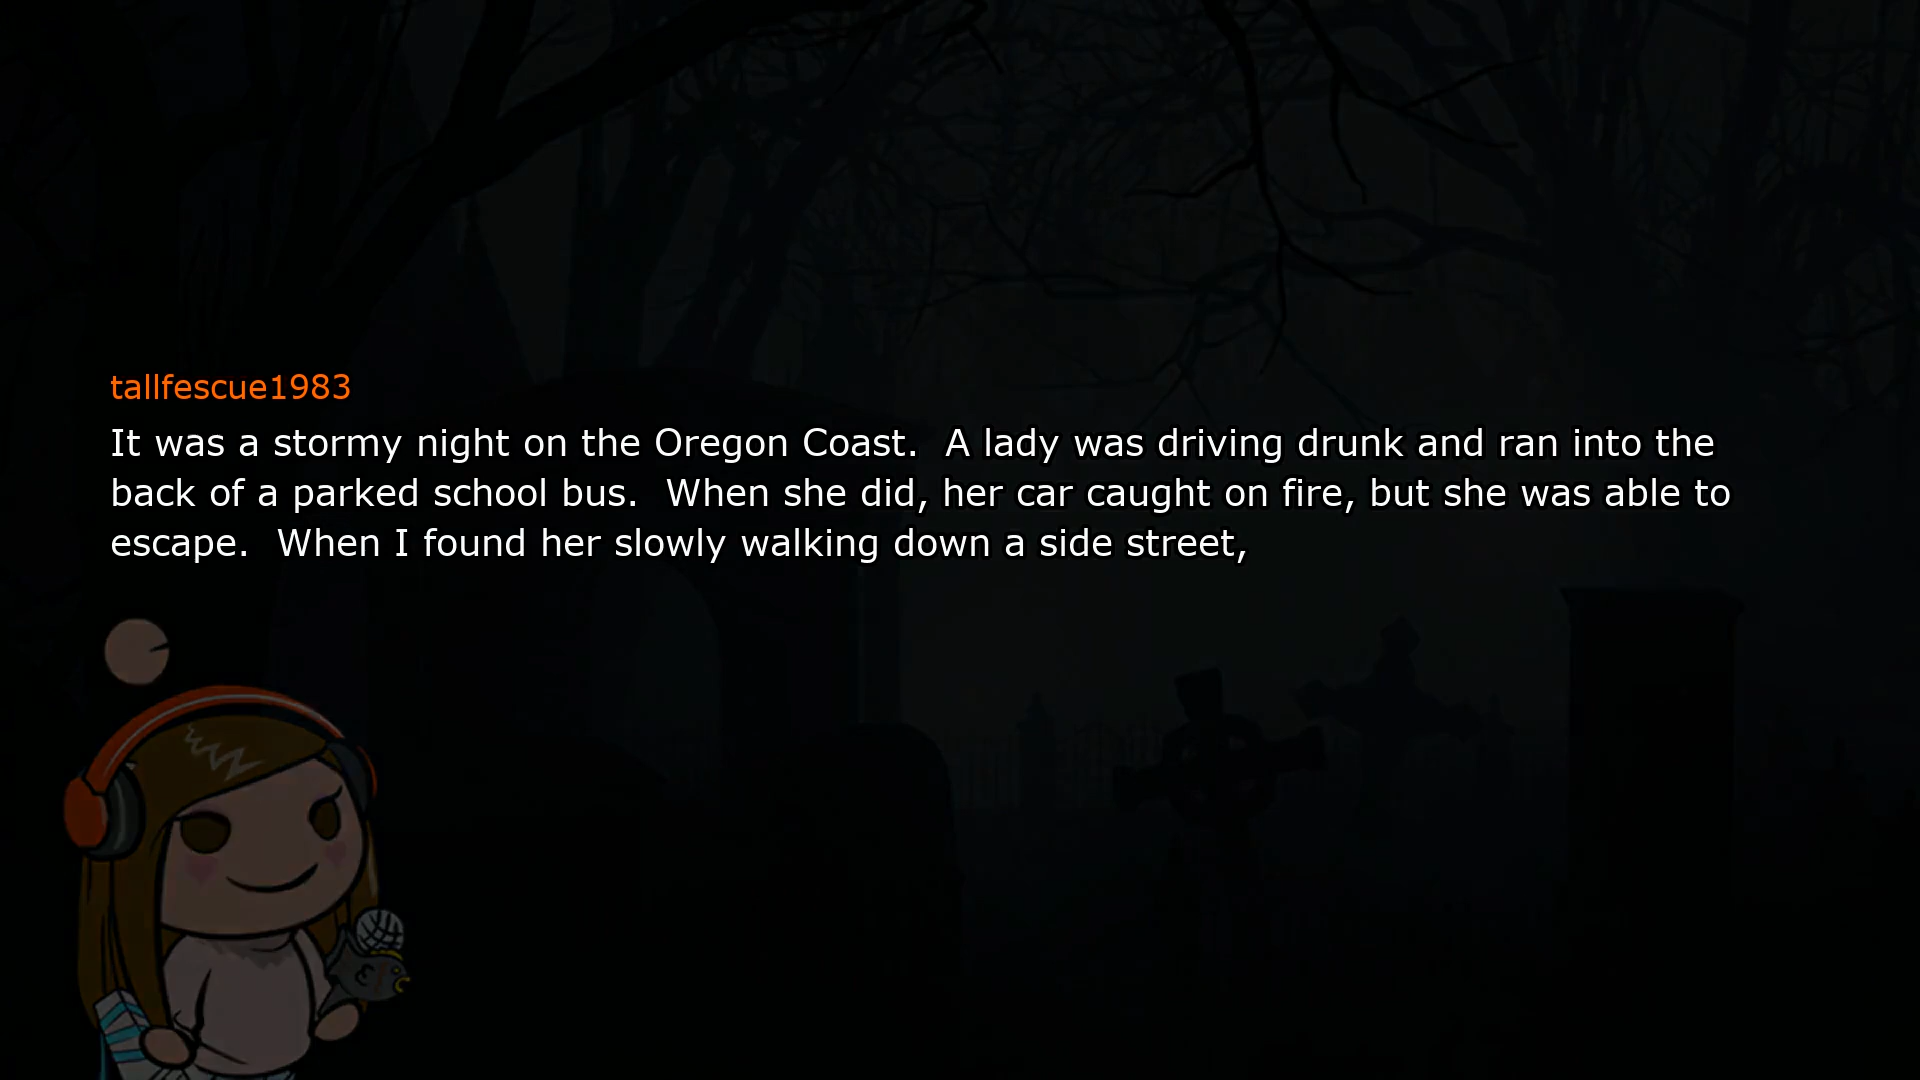 tallfescue1983
It was a stormy night on the Oregon Coast.  A lady was driving drunk and ran into the
back of a parked school bus.  When she did, her car caught on fire, but she was able to
escape.  When I found her slowly walking down a side street,